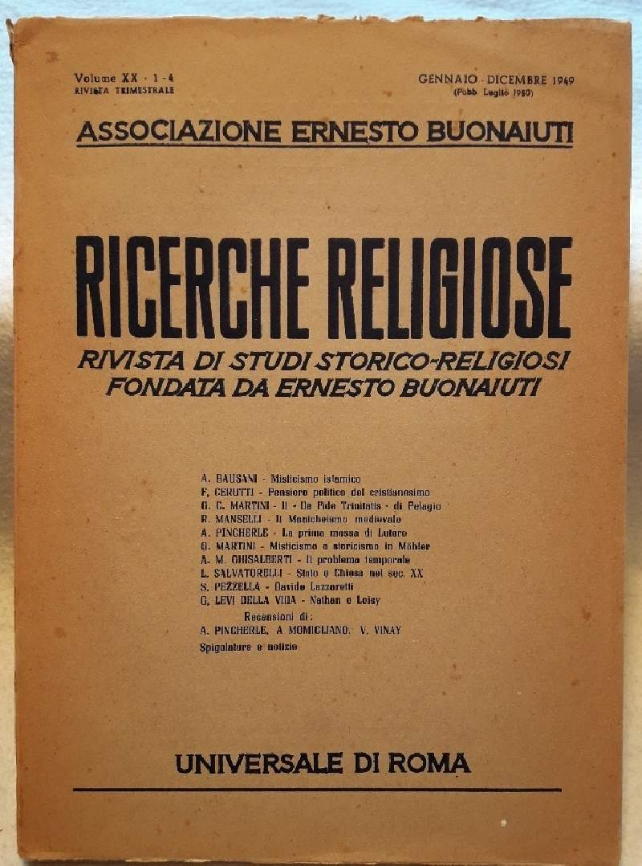 Volume XX - 1-4
RIVISTA TRIMESTRALE
GENNAIO - DICEMBRE 1949
(Pubb. Luglio 1950)
ASSOCIAZIONE ERNESTO BUONAIUTI
RICERCHE RELIGIOSE
RIVISTA DI STUDI STORICO-RELIGIOSI
FONDATA DA ERNESTO BUONAIUTI
A. BAUSANI - Misticismo islamico
F. CERUTTI - Pensiero politico del cristianesimo
G. C. MARTINI - Il « De Fide Trinitatis » di Pelagio
R. MANSELLI - Il Manicheismo medievale
A. PINCHERLE - La prima messa di Lutero
G. MARTINI - Misticismo e storicismo in Möhler
A. M. GHISALBERTI - Il problema temporale
L. SALVATORELLI - Stato e Chiesa nel sec. XX
S. PEZZELLA - Davide Lazzaretti
G. LEVI DELLA VIDA - Nathan e Loisy
Recensioni di:
A. PINCHERLE, A MOMIGLIANO, V. VINAY
Spigolature e notizie
UNIVERSALE DI ROMA